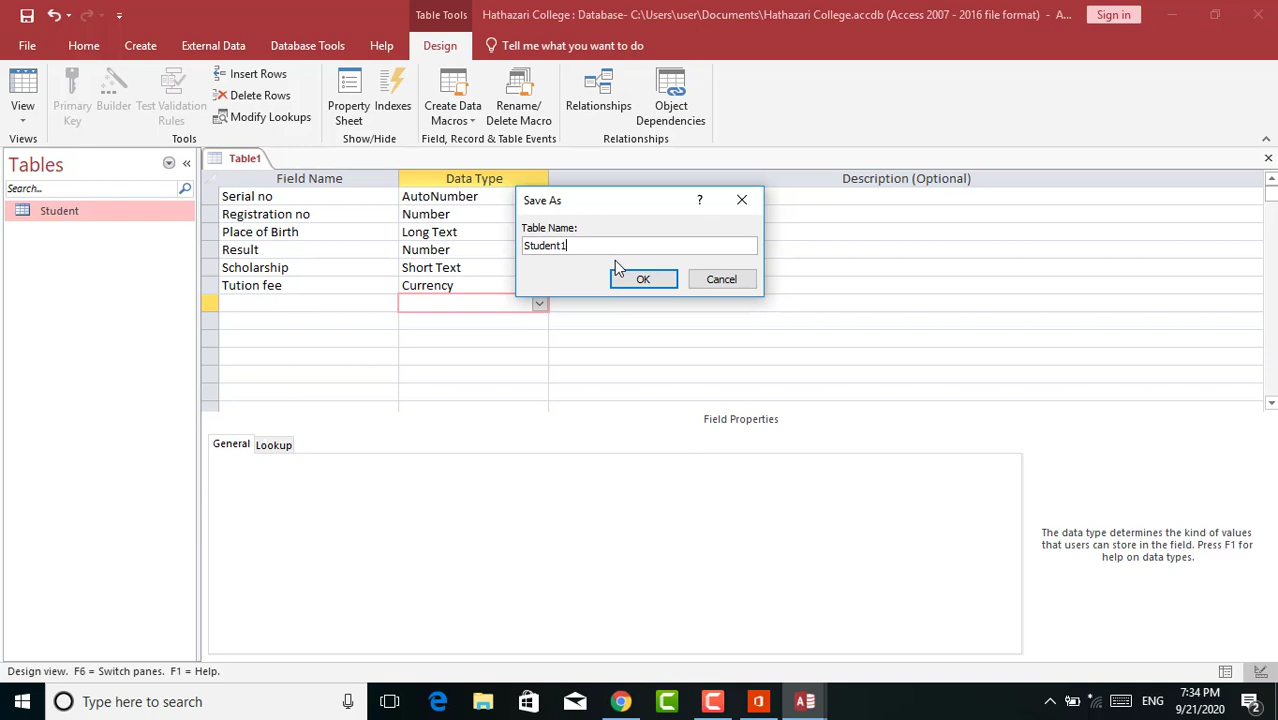 Table Tools
Hathazari College : Database- C:\Users\user\Documents\Hathazari College.accdb (Access 2007 - 2016 file format) - A...
Sign in
File
Home
Create
External Data
Database Tools
Help
Design
Tell me what you want to do
View
Primary Key
Builder
Test Validation Rules
Insert Rows
Delete Rows
Modify Lookups
Property Sheet
Indexes
Create Data Macros
Rename/ Delete Macro
Relationships
Object Dependencies
Views
Tools
Show/Hide
Field, Record & Table Events
Relationships
Tables
Search...
Student
Table1
Field Name
Data Type
Description (Optional)
Serial no
AutoNumber
Registration no
Number
Place of Birth
Long Text
Result
Number
Scholarship
Short Text
Tution fee
Currency
Save As
?
Table Name:
Student1
OK
Cancel
Field Properties
General
Lookup
The data type determines the kind of values
that users can store in the field. Press F1 for
help on data types.
Design view. F6 = Switch panes. F1 = Help.
Type here to search
ENG
7:34 PM
9/21/2020
2